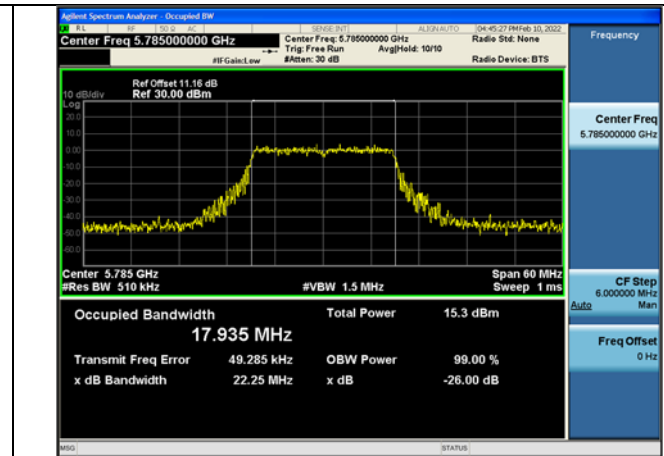 Agilent Spectrum Analyzer - Occupied BW
RL RF 50 Ω AC SENSE:INT ALIGNAUTO 04:45:27 PM Feb 10, 2022
Center Freq 5.785000000 GHz
Center Freq: 5.785000000 GHz
Radio Std: None
Trig: Free Run Avg|Hold: 10/10
#IFGain:Low #Atten: 30 dB Radio Device: BTS
Frequency
Ref Offset 11.16 dB
10 dB/div Ref 30.00 dBm
Log
20.0
10.0
0.00
-10.0
-20.0
-30.0
-40.0
-50.0
-60.0
Center 5.785 GHz Span 60 MHz
#Res BW 510 kHz #VBW 1.5 MHz Sweep 1 ms
Occupied Bandwidth Total Power 15.3 dBm
17.935 MHz
Transmit Freq Error 49.285 kHz OBW Power 99.00 %
x dB Bandwidth 22.25 MHz x dB -26.00 dB
Center Freq
5.785000000 GHz
CF Step
6.000000 MHz
Auto Man
Freq Offset
0 Hz
MSG STATUS